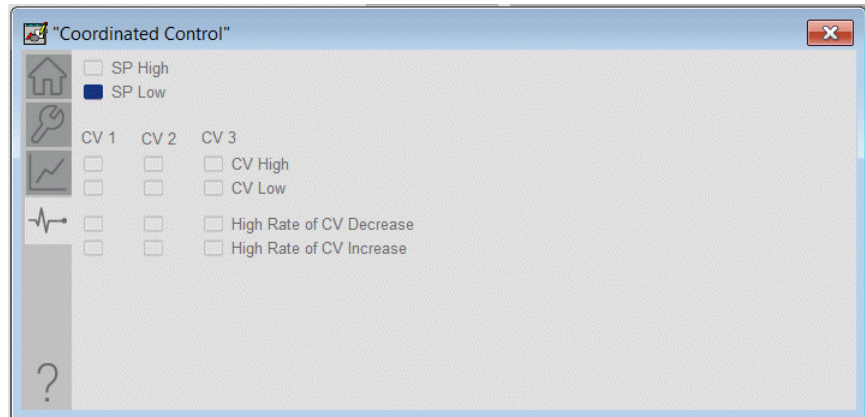 "Coordinated Control"
SP High
SP Low
CV 1 CV 2 CV 3
CV High
CV Low
High Rate of CV Decrease
High Rate of CV Increase
?